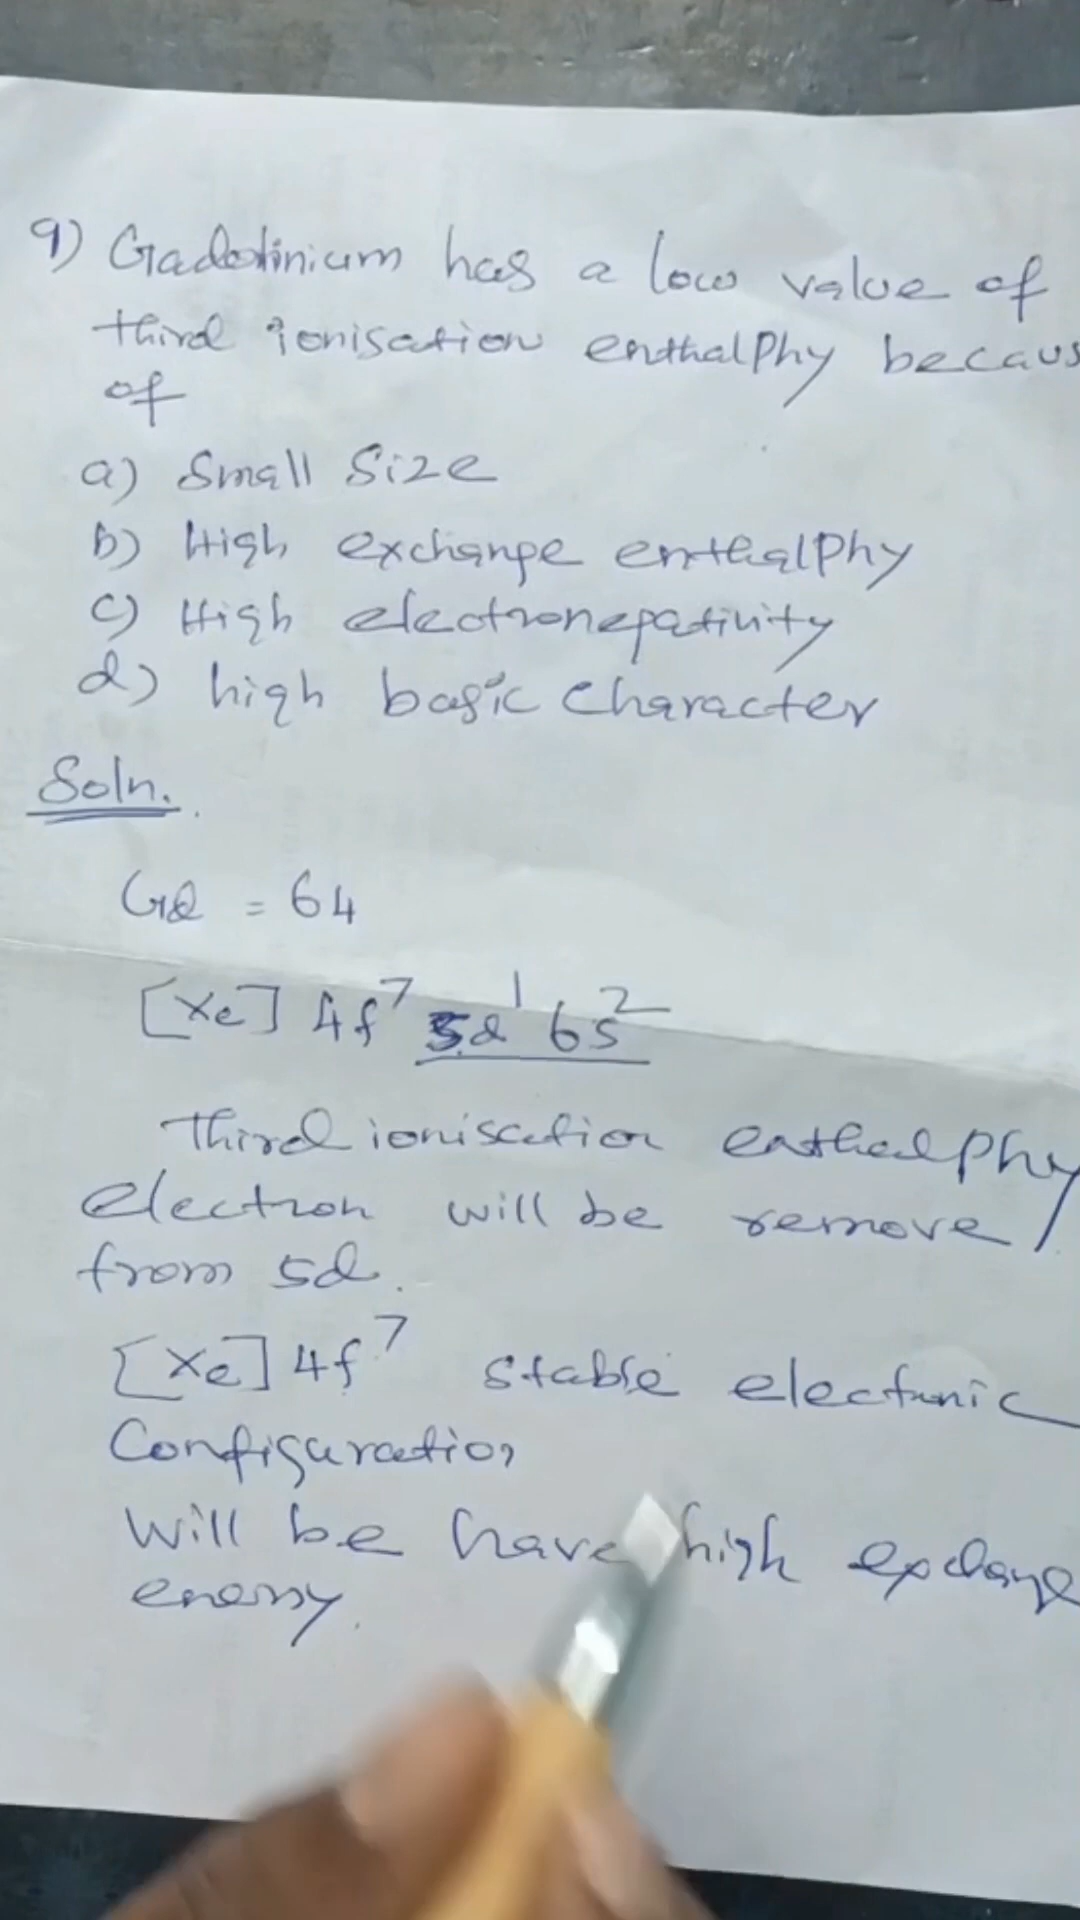 9) Gadolinium has a low value of
third ionisation enthalphy becaus
of
a) Small Size
b) High exchange enthalphy
c) High electronegativity
d) high basic character
Soln.
Gd = 64
[Xe] 4f⁷ 5d¹ 6s²
Third ionisation enthalphy
electron will be remove
from 5d.
[Xe] 4f⁷ stable electunic
Configuration
Will be have high exchange
energy.